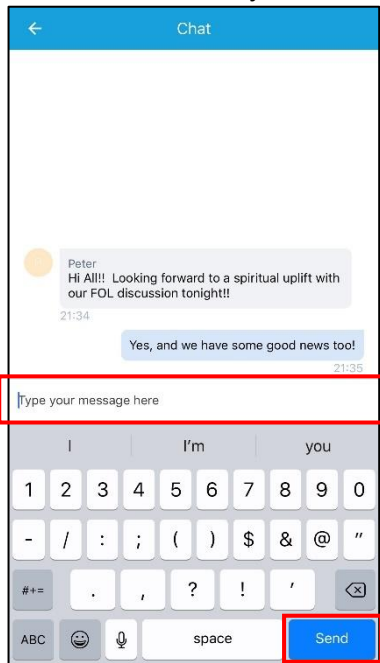 Chat
Peter
Hi All!! Looking forward to a spiritual uplift with
our FOL discussion tonight!!
21:34
Yes, and we have some good news too!
21:35
Type your message here
I I'm you
1 2 3 4 5 6 7 8 9 0
- / : ; ( ) $ & @ "
#+= . , ? ! '
ABC space Send